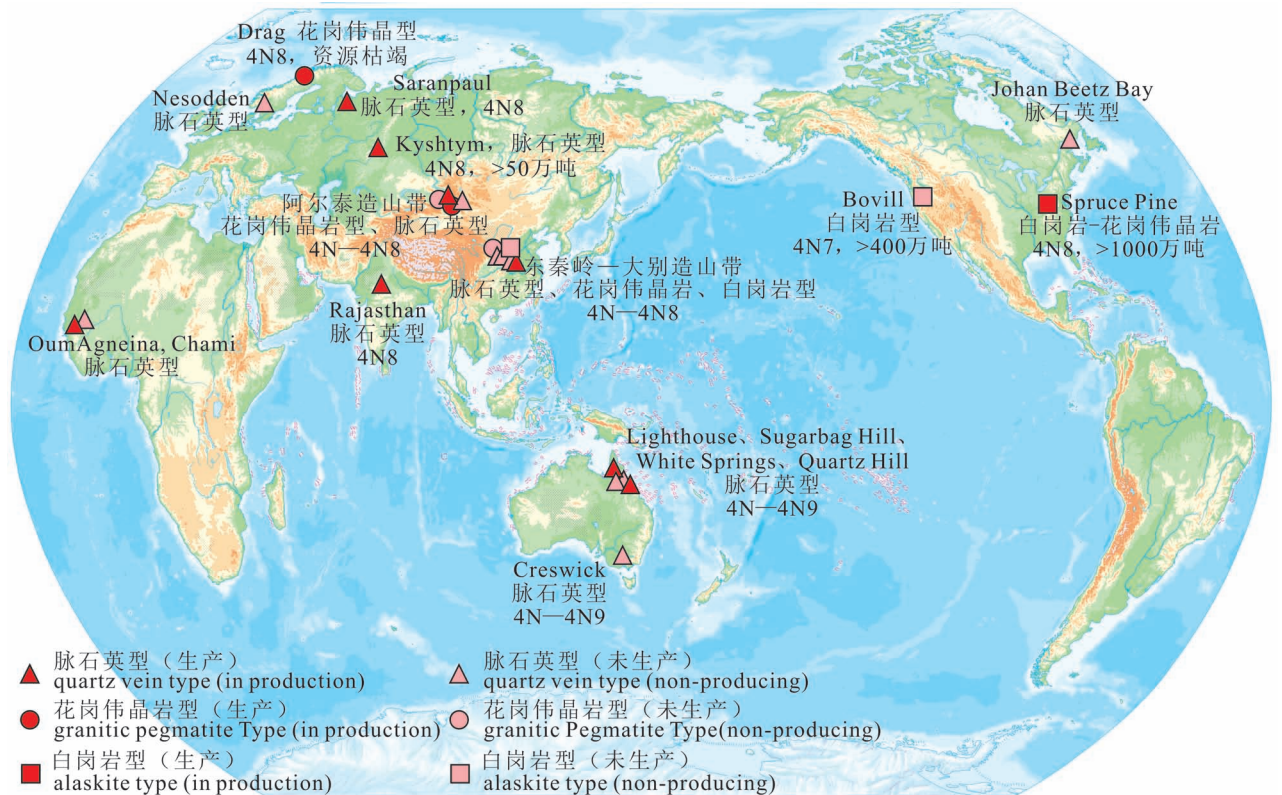 Drag 花岗伟晶型
4N8，资源枯竭
Nesodden
脉石英型
Saranpaul
脉石英型，4N8
Kyshtym，脉石英型
4N8，>50万吨
阿尔泰造山带
花岗伟晶岩型、脉石英型
4N—4N8
东秦岭—大别造山带
脉石英型、花岗伟晶岩、白岗岩型
4N—4N8
Rajasthan
脉石英型
4N8
OumAgneina, Chami
脉石英型
Johan Beetz Bay
脉石英型
Bovill
白岗岩型
4N7，>400万吨
Spruce Pine
白岗岩-花岗伟晶岩
4N8，>1000万吨
Lighthouse、Sugarbag Hill、
White Springs、Quartz Hill
脉石英型
4N—4N9
Creswick
脉石英型
4N—4N9
脉石英型（生产）
quartz vein type (in production)
花岗伟晶岩型（生产）
granitic pegmatite Type (in production)
白岗岩型（生产）
alaskite type (in production)
脉石英型（未生产）
quartz vein type (non-producing)
花岗伟晶岩型（未生产）
granitic Pegmatite Type(non-producing)
白岗岩型（未生产）
alaskite type (non-producing)